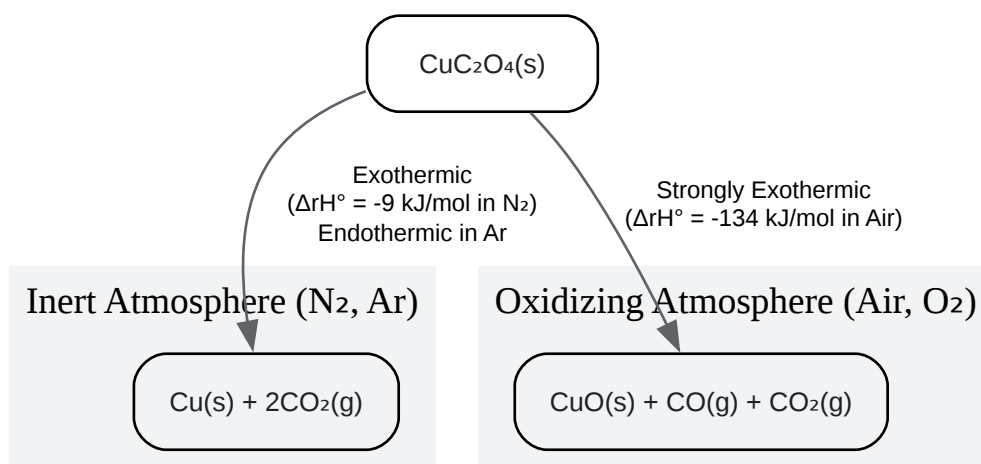 CuC₂O₄(s)
Exothermic
(ΔrH° = -9 kJ/mol in N₂)
Endothermic in Ar
Strongly Exothermic
(ΔrH° = -134 kJ/mol in Air)
Inert Atmosphere (N₂, Ar)
Oxidizing Atmosphere (Air, O₂)
Cu(s) + 2CO₂(g)
CuO(s) + CO(g) + CO₂(g)